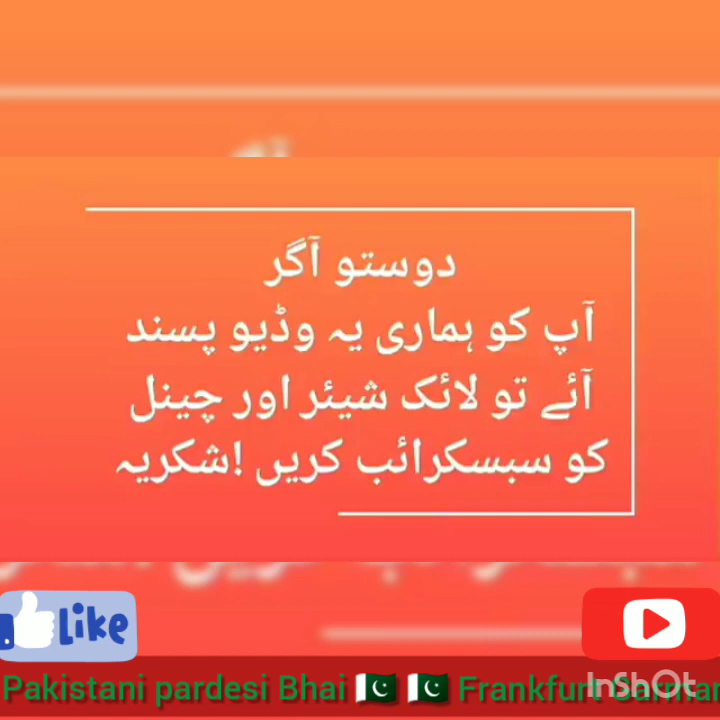 دوستو آگر
آپ کو ہماری یہ وڈیو پسند
آئے تو لائک شیئر اور چینل
کو سبسکرائب کریں !شکریہ
Like
Pakistani pardesi Bhai 🇵🇰 🇵🇰 Frankfurt
InShOt